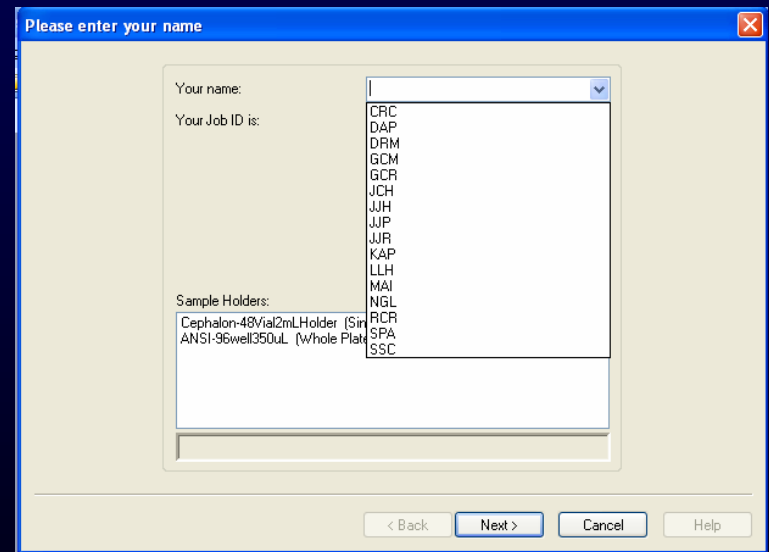 Please enter your name
Your name:
CRC
DAP
DRM
GCM
GCR
JCH
JJH
JJP
JJR
KAP
LLH
MAI
NGL
RCR
SPA
SSC
Your Job ID is:
Sample Holders:
Cephalon-48Vial2mLHolder (Sin
ANSI-96well350uL (Whole Plate
< Back
Next >
Cancel
Help